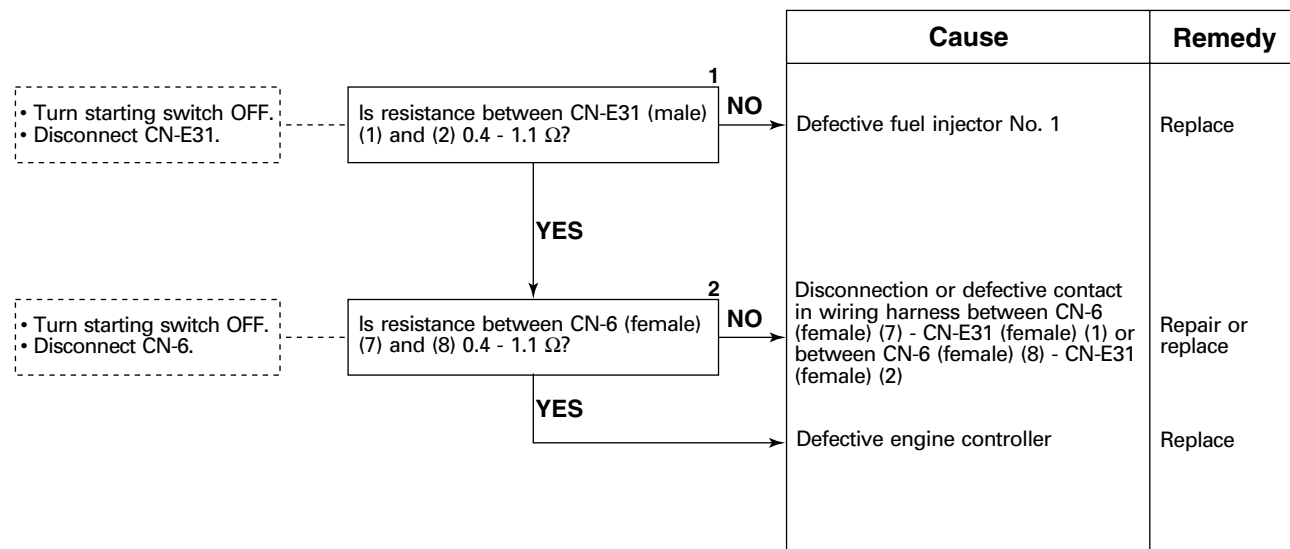 Cause
Remedy
• Turn starting switch OFF.
• Disconnect CN-E31.
1
Is resistance between CN-E31 (male)
(1) and (2) 0.4 - 1.1 Ω?
NO
Defective fuel injector No. 1
Replace
YES
• Turn starting switch OFF.
• Disconnect CN-6.
2
Is resistance between CN-6 (female)
(7) and (8) 0.4 - 1.1 Ω?
NO
Disconnection or defective contact
in wiring harness between CN-6
(female) (7) - CN-E31 (female) (1) or
between CN-6 (female) (8) - CN-E31
(female) (2)
Repair or
replace
YES
Defective engine controller
Replace